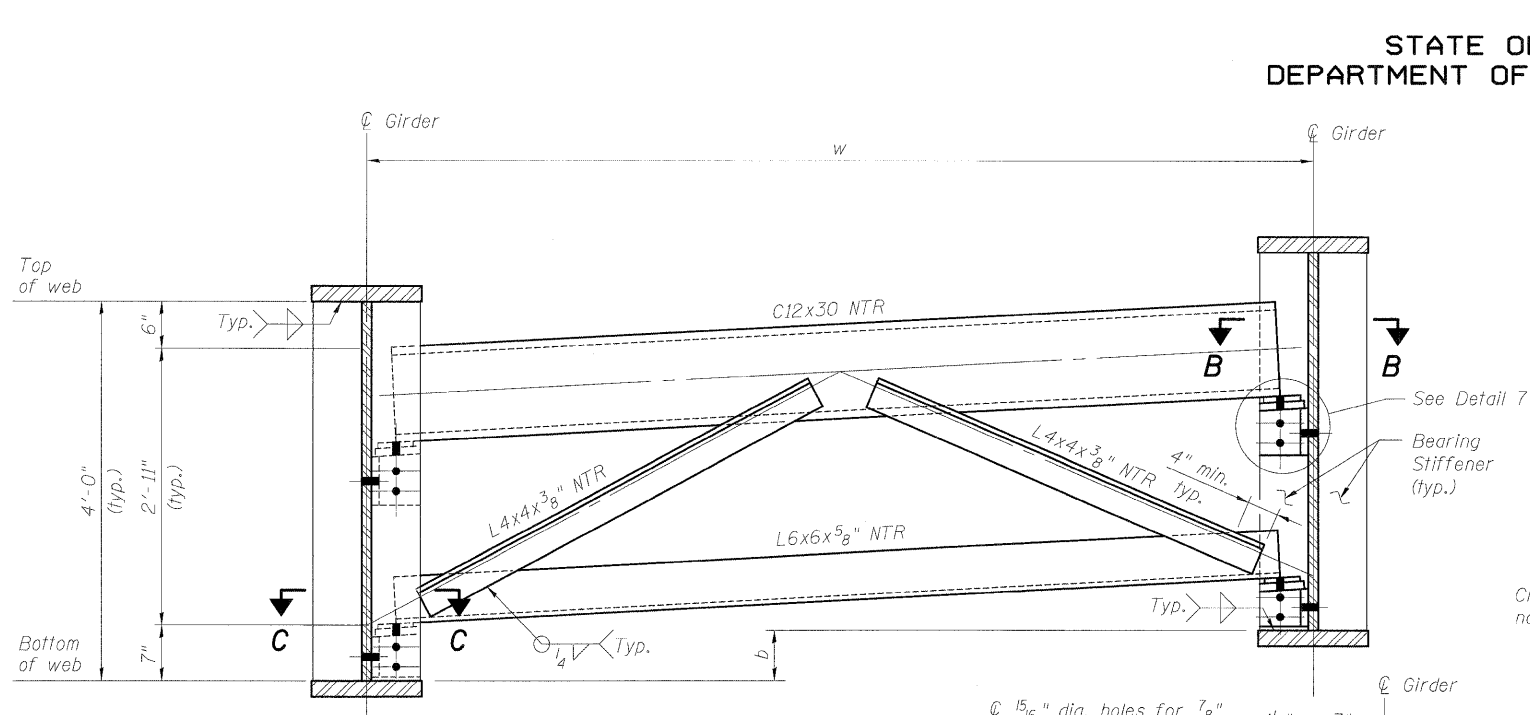 STATE O
DEPARTMENT OF
℄ Girder
℄ Girder
w
Top
of web
6"
Typ.
C12x30 NTR
B
B
See Detail 7
Bearing
Stiffener
(typ.)
4'-0"
(typ.)
2'-11"
(typ.)
L4x4x3/8" NTR
L4x4x3/8" NTR
4" min.
typ.
L6x6x5/8" NTR
C
C
Typ.
Bottom
of web
7"
1/4
Typ.
b
℄ Girder
℄ 15/16" dia. holes for 7/8"